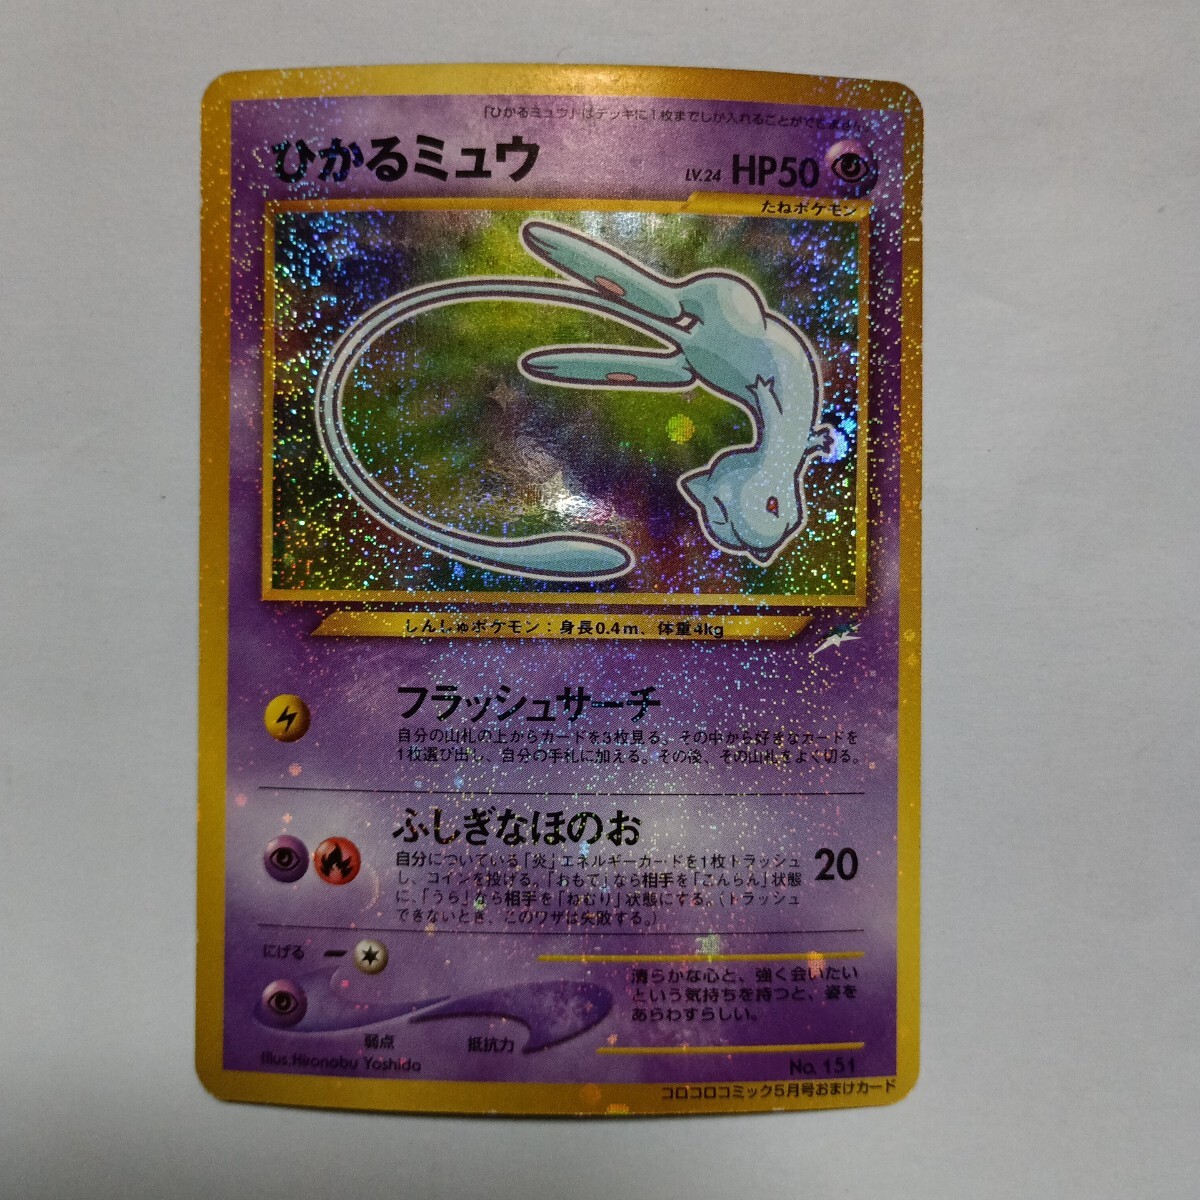 「ひかるミュウ」はデッキに1枚までしか入れることができません。
ひかるミュウ
LV.24 HP50
たねポケモン
しんしゅポケモン：身長0.4m、体重4kg
フラッシュサーチ
自分の山札の上からカードを3枚見る。その中から好きなカードを
1枚選び出し、自分の手札に加える。その後、その山札をよく切る。
ふしぎなほのお
20
自分についている「炎」エネルギーカードを1枚トラッシュ
し、コインを投げる。「おもて」なら相手を「こんらん」状態
に、「うら」なら相手を「ねむり」状態にする。（トラッシュ
できないとき、このワザは失敗する。）
にげる
清らかな心と、強く会いたい
という気持ちを持つと、姿を
あらわすらしい。
弱点
抵抗力
Illus.Hironobu Yoshida
No. 151
コロコロコミック5月号おまけカード